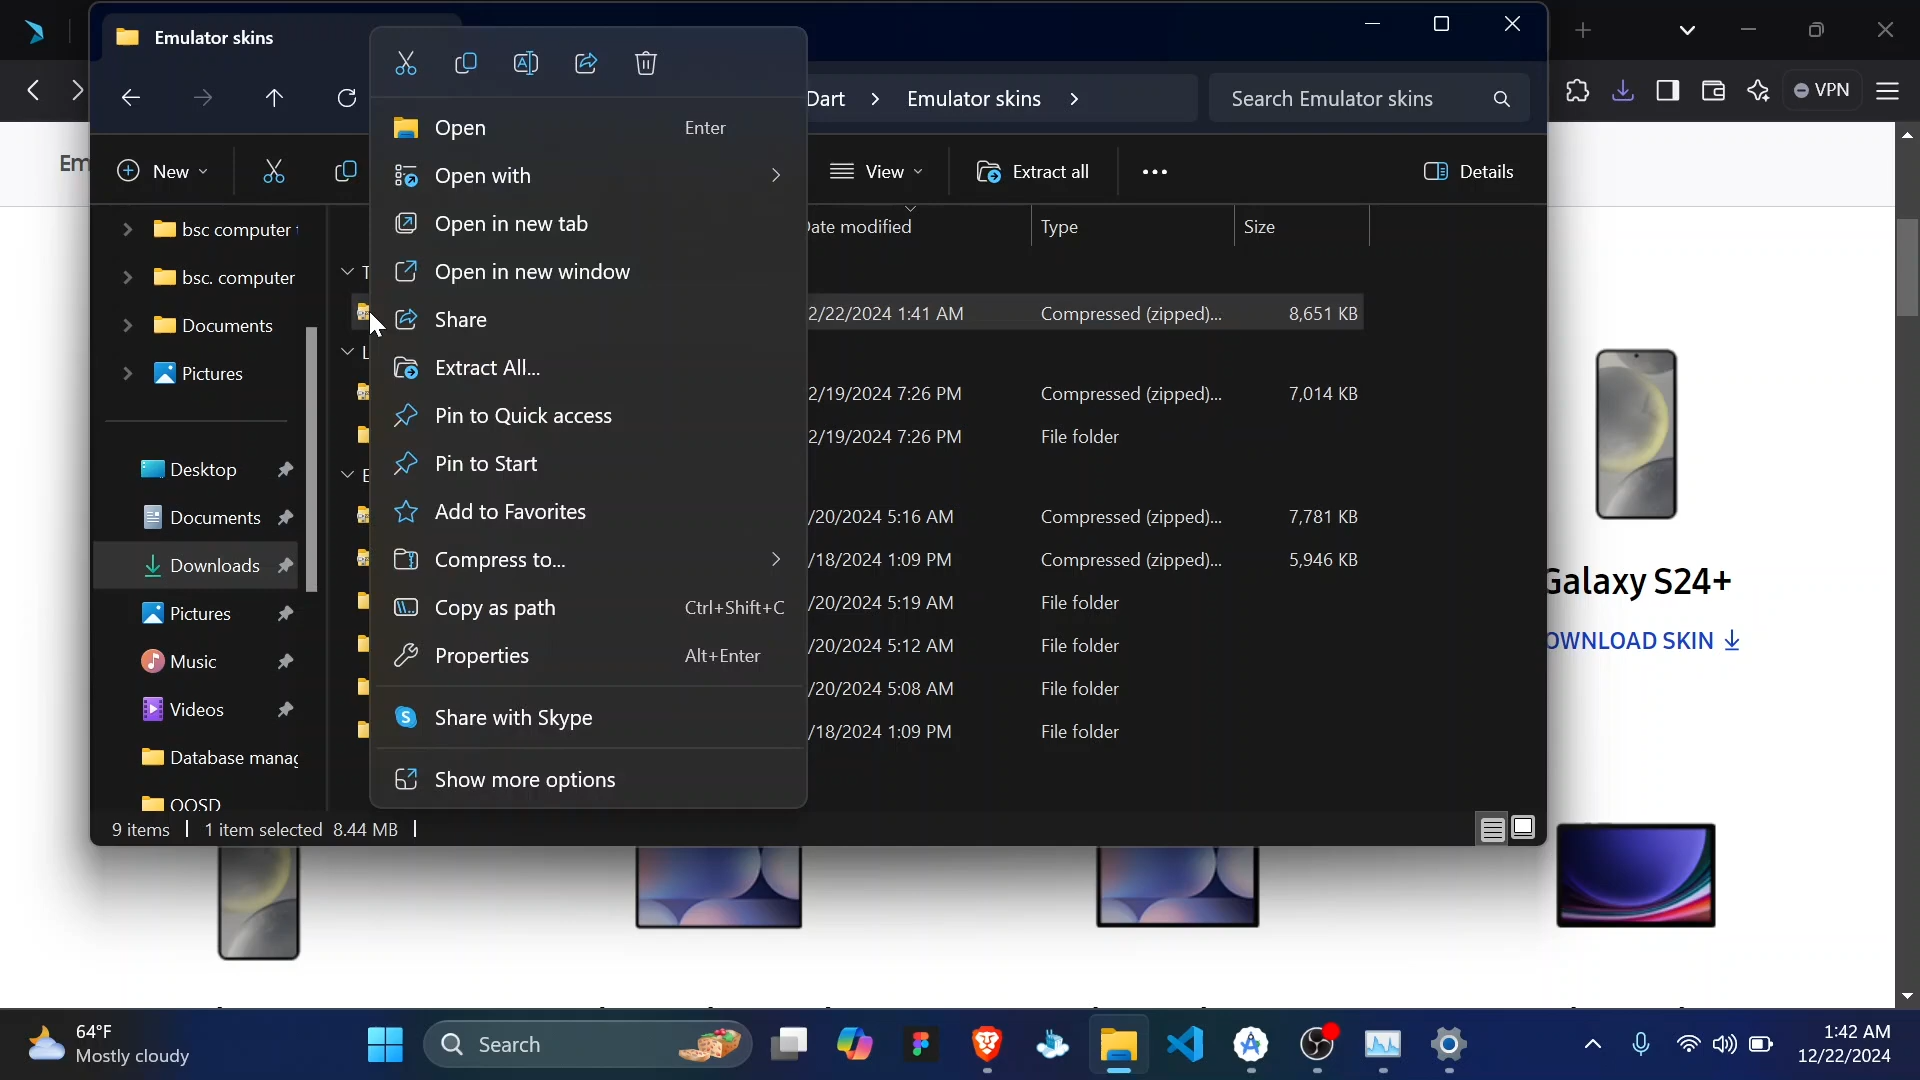 Emulator skins
Dart > Emulator skins >
Search Emulator skins
VPN
Em
New
View
Extract all
Details
Open Enter
Open with
Open in new tab
Open in new window
Share
Extract All...
Pin to Quick access
Pin to Start
Add to Favorites
Compress to...
Copy as path Ctrl+Shift+C
Properties Alt+Enter
Share with Skype
Show more options
bsc computer
bsc. computer
Documents
Pictures
Desktop
Documents
Downloads
Pictures
Music
Videos
Database manag
OOSD
Date modified Type Size
2/22/2024 1:41 AM Compressed (zipped)... 8,651 KB
2/19/2024 7:26 PM Compressed (zipped)... 7,014 KB
2/19/2024 7:26 PM File folder
/20/2024 5:16 AM Compressed (zipped)... 7,781 KB
/18/2024 1:09 PM Compressed (zipped)... 5,946 KB
/20/2024 5:19 AM File folder
/20/2024 5:12 AM File folder
/20/2024 5:08 AM File folder
/18/2024 1:09 PM File folder
9 items 1 item selected 8.44 MB
Galaxy S24+
OWNLOAD SKIN
64°F
Mostly cloudy
Search
1:42 AM
12/22/2024